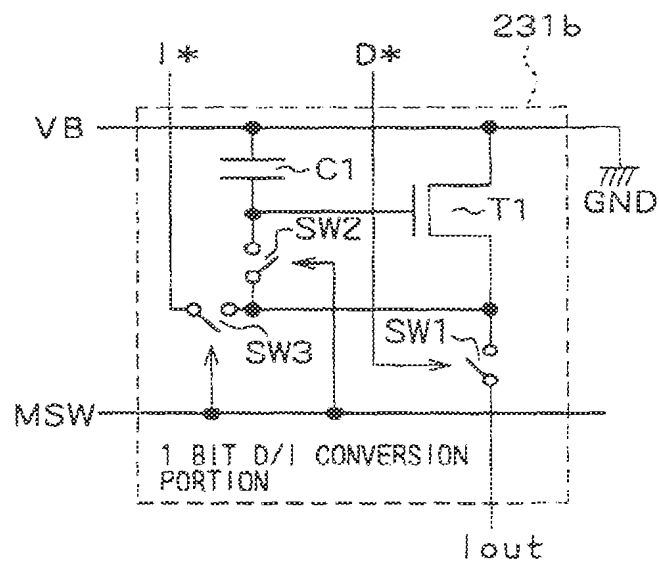 231b
I* D*
VB
C1
T1
GND
SW2
SW1
SW3
MSW
1 BIT D/I CONVERSION
PORTION
Iout